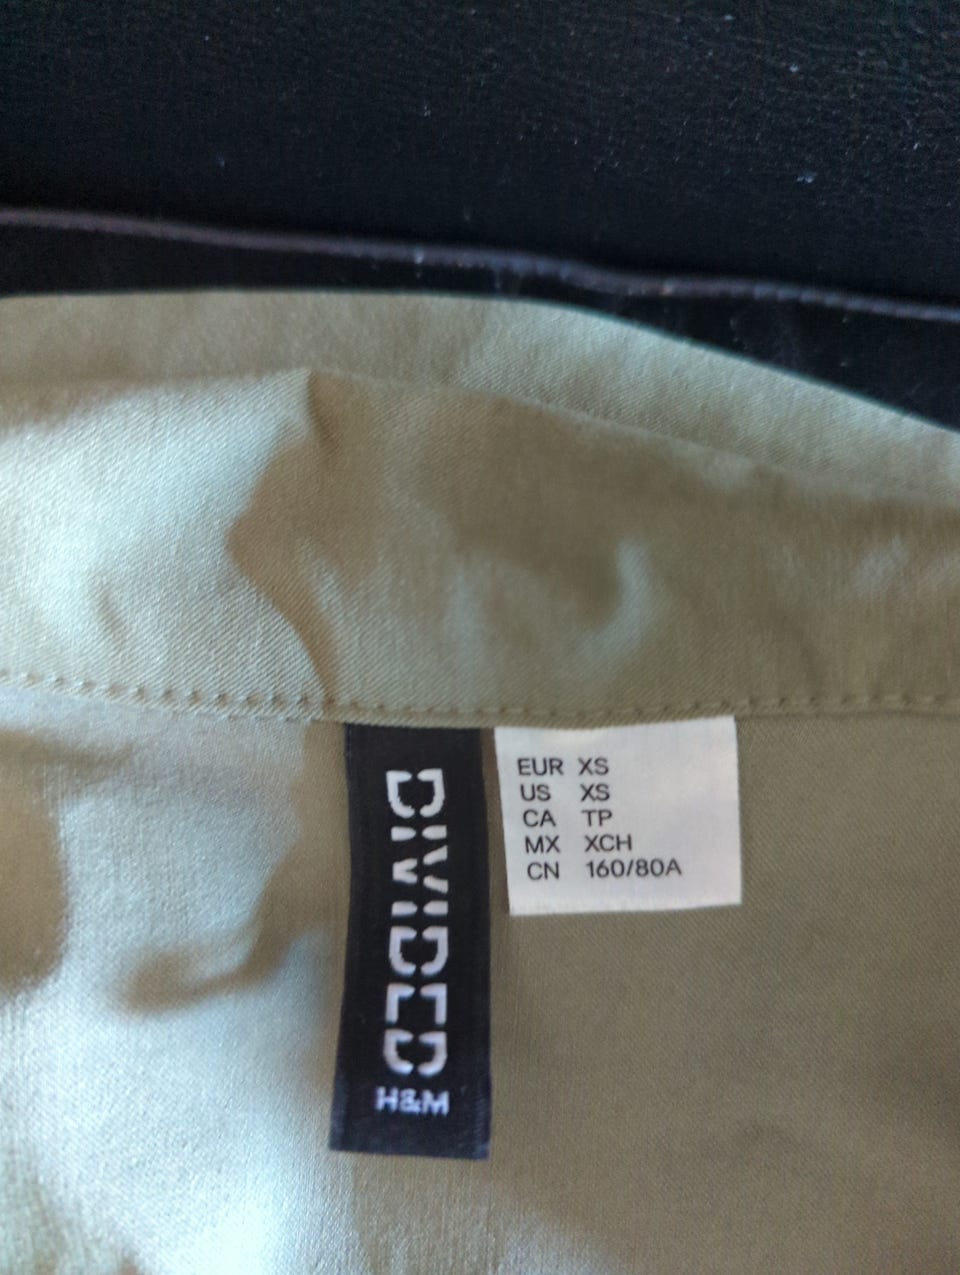 DIVIDED
H&M
EUR XS
US XS
CA TP
MX XCH
CN 160/80A